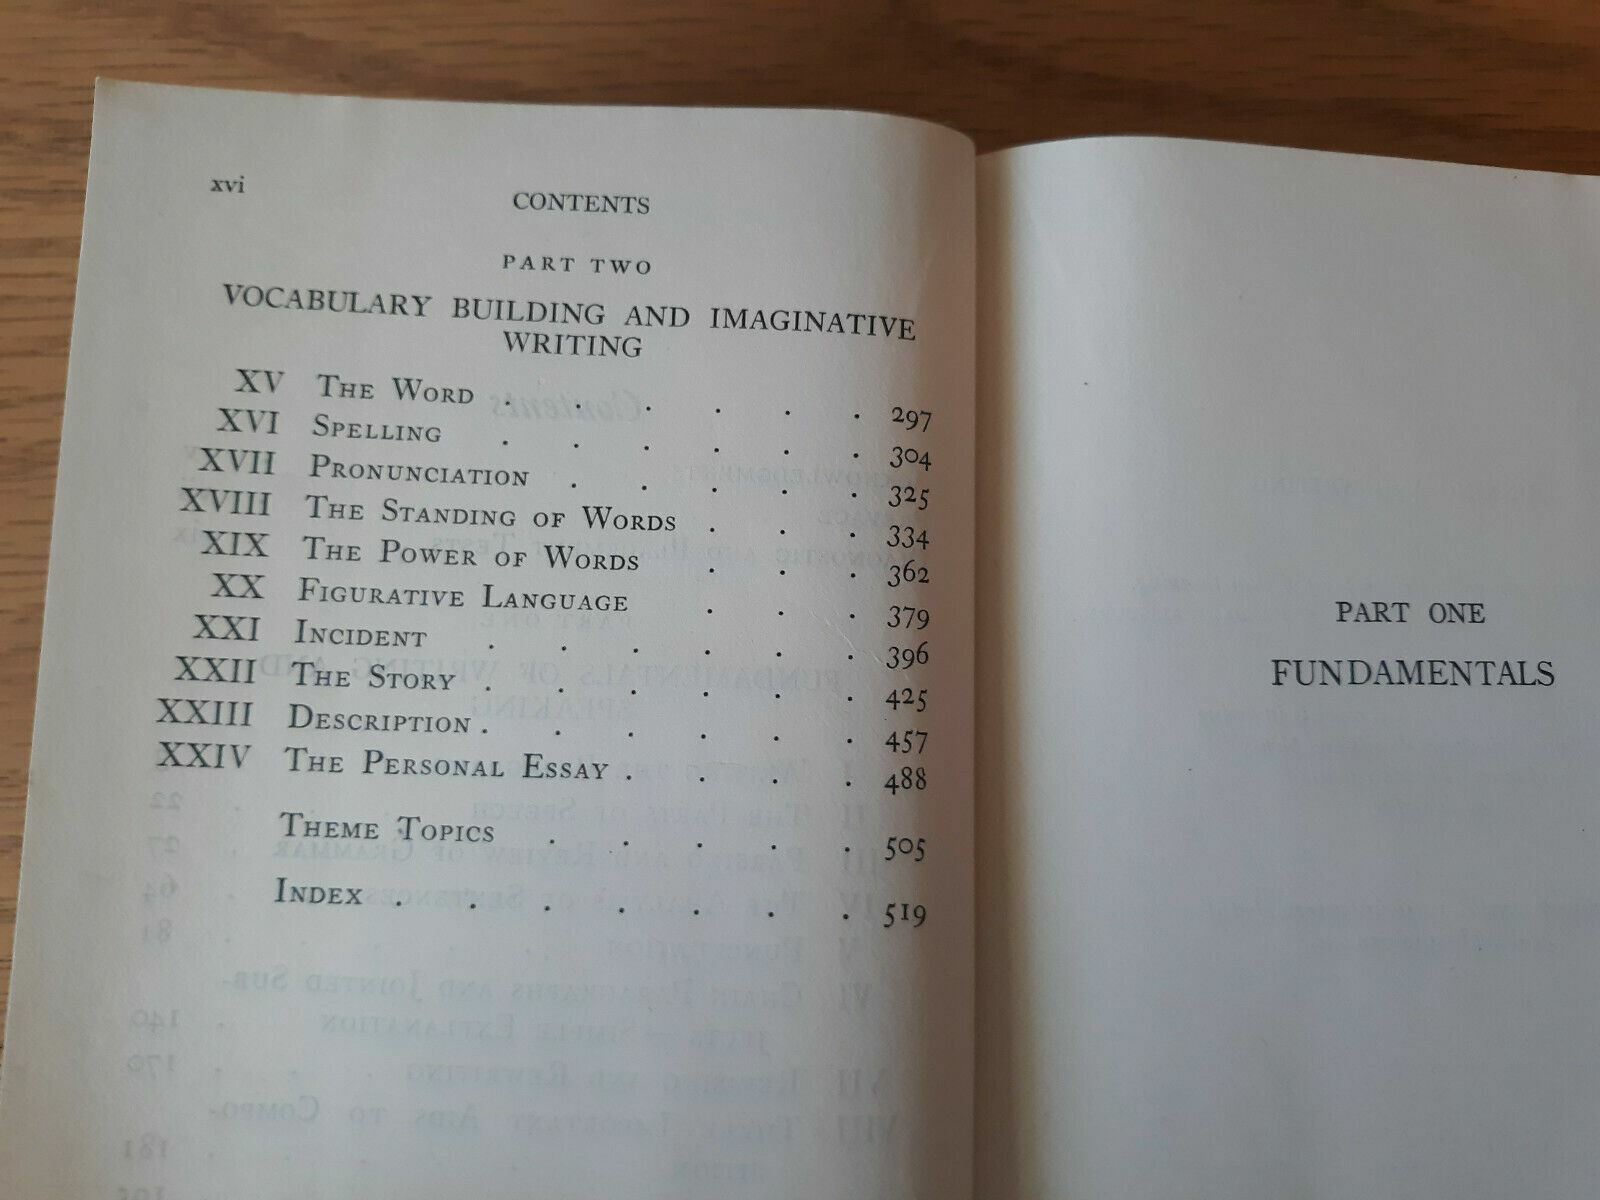 xvi
CONTENTS
PART TWO
VOCABULARY BUILDING AND IMAGINATIVE
WRITING
XV The Word . . . . . . 297
XVI Spelling . . . . . . 304
XVII Pronunciation . . . . . 325
XVIII The Standing of Words . . . 334
XIX The Power of Words . . . 362
XX Figurative Language . . . 379
XXI Incident . . . . . . 396
XXII The Story . . . . . . 425
XXIII Description . . . . . . 457
XXIV The Personal Essay . . . . 488
Theme Topics . . . . . 505
Index . . . . . . . 519
PART ONE
FUNDAMENTALS